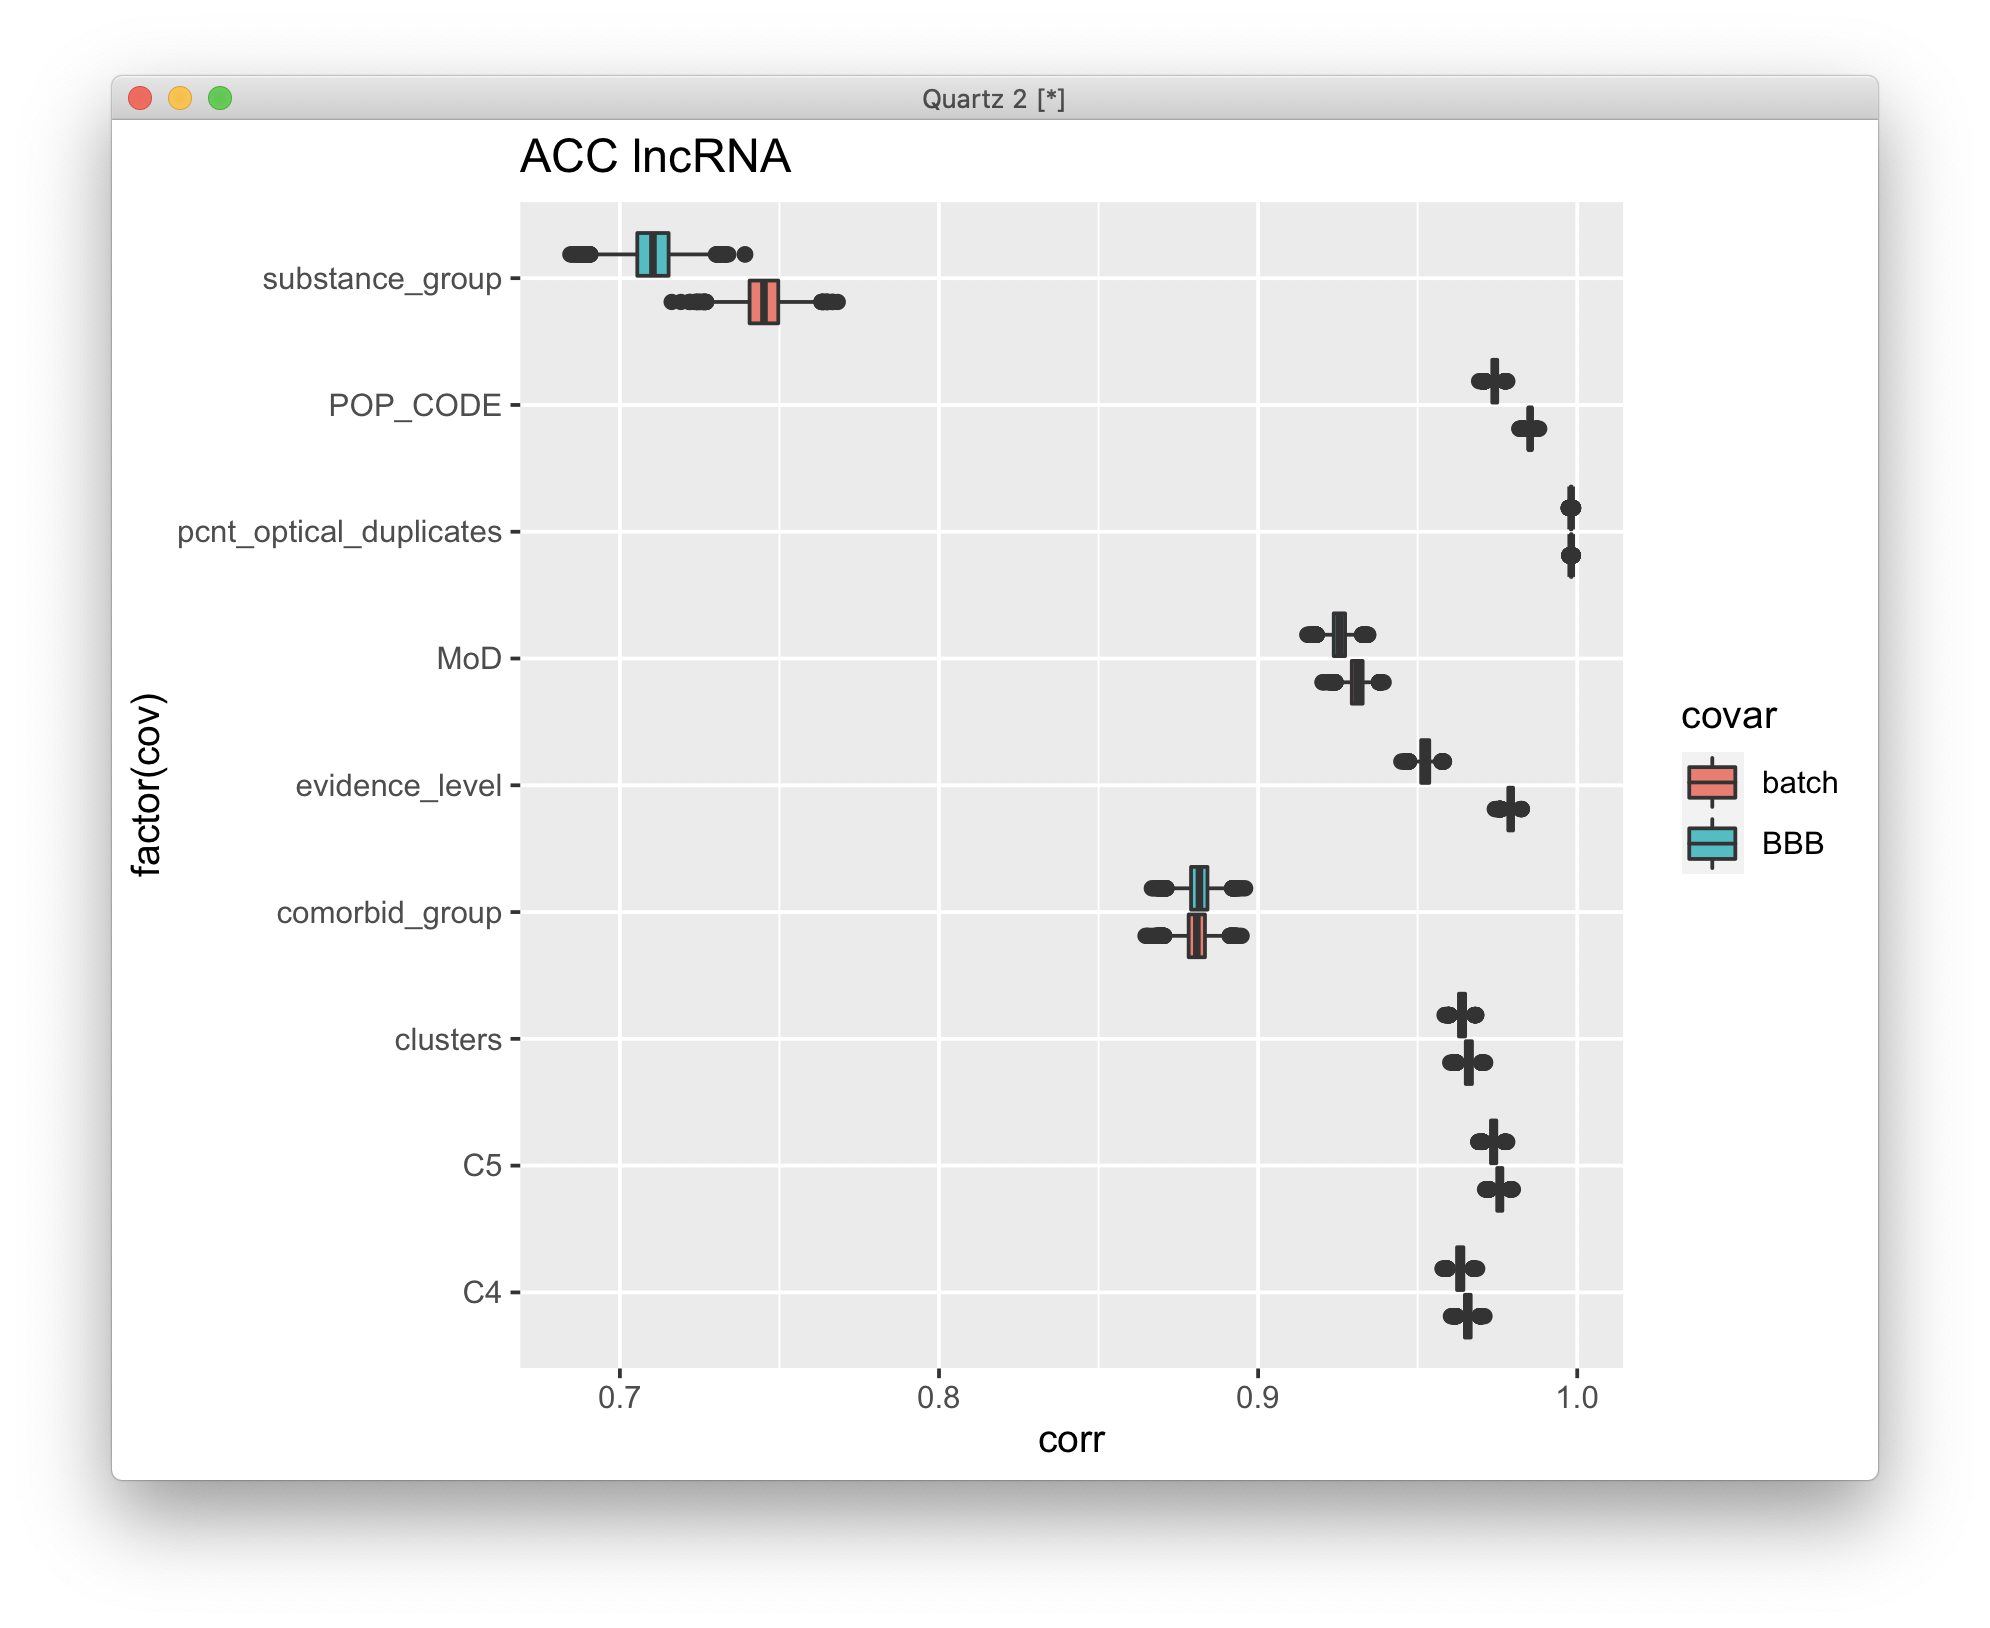 Quartz 2 [*]
ACC lncRNA
substance_group
POP_CODE
pcnt_optical_duplicates
MoD
evidence_level
comorbid_group
clusters
C5
C4
factor(cov)
0.7 0.8 0.9 1.0
corr
covar
batch
BBB